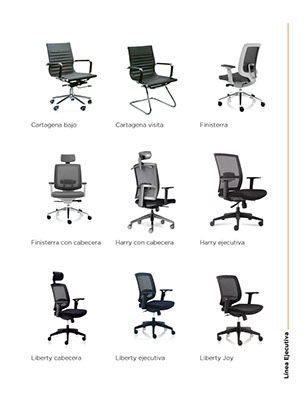 Cartagena bajo
Cartagena visita
Finisterra
Finisterra con cabecera
Harry con cabecera
Harry ejecutiva
Liberty cabecera
Liberty ejecutiva
Liberty Joy
Línea Ejecutiva